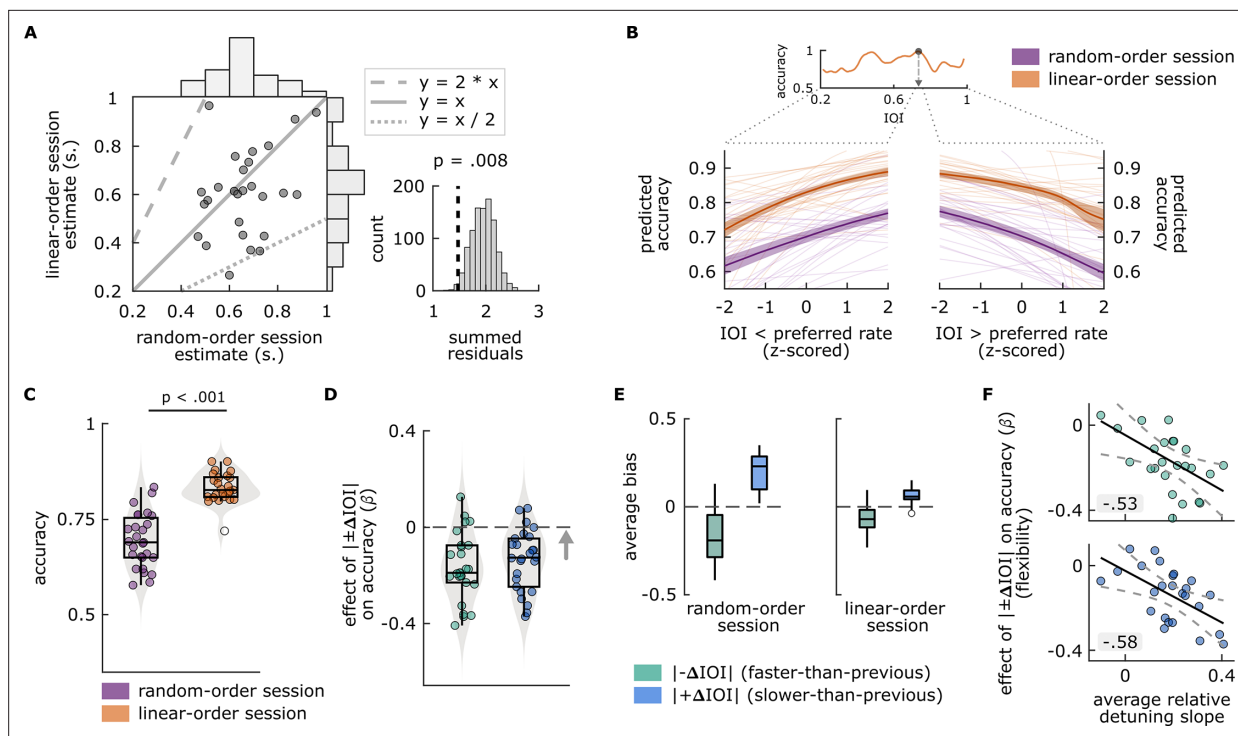 A
1
0.8
0.6
0.4
0.2
0.2
0.4
0.6
0.8
1
linear-order session
estimate (s.)
random-order session
estimate (s.)
y = 2 * x
y = x
y = x / 2
p = .008
200
100
0
count
1
2
3
summed
residuals
B
accuracy
1
0.5
0.2
0.6
1
IOI
random-order session
linear-order session
0.9
0.8
0.7
0.6
predicted
accuracy
-2
-1
0
1
2
IOI < preferred rate
(z-scored)
0.9
0.8
0.7
0.6
predicted
accuracy
-2
-1
0
1
2
IOI > preferred rate
(z-scored)
C
p < .001
1
0.75
0.5
accuracy
random-order session
linear-order session
D
0.4
0
-0.4
effect of |±ΔIOI|
on accuracy (β)
E
0.5
0
-0.5
average bias
random-order
session
linear-order
session
|-ΔIOI| (faster-than-previous)
|+ΔIOI| (slower-than-previous)
F
effect of |±ΔIOI| on accuracy (β)
(flexibility)
0
-0.4
-.53
0
-0.4
-.58
0
0.2
0.4
average relative
detuning slope